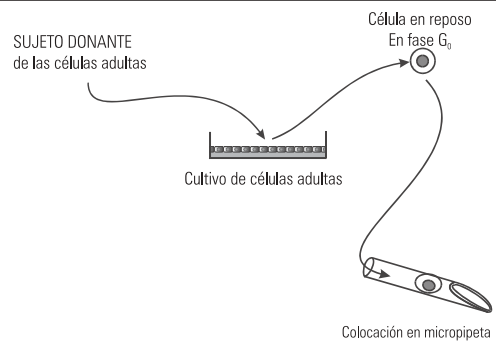 SUJETO DONANTE
de las células adultas
Célula en reposo
En fase G₀
Cultivo de células adultas
Colocación en micropipeta